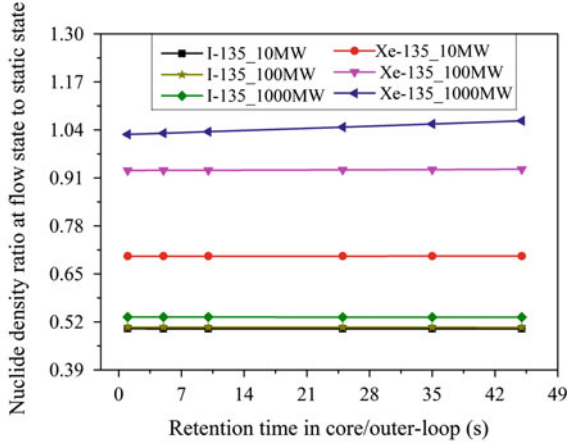 Nuclide density ratio at flow state to static state
1.30
1.17
1.04
0.91
0.78
0.65
0.52
0.39
I-135_10MW Xe-135_10MW
I-135_100MW Xe-135_100MW
I-135_1000MW Xe-135_1000MW
0 7 14 21 28 35 42 49
Retention time in core/outer-loop (s)